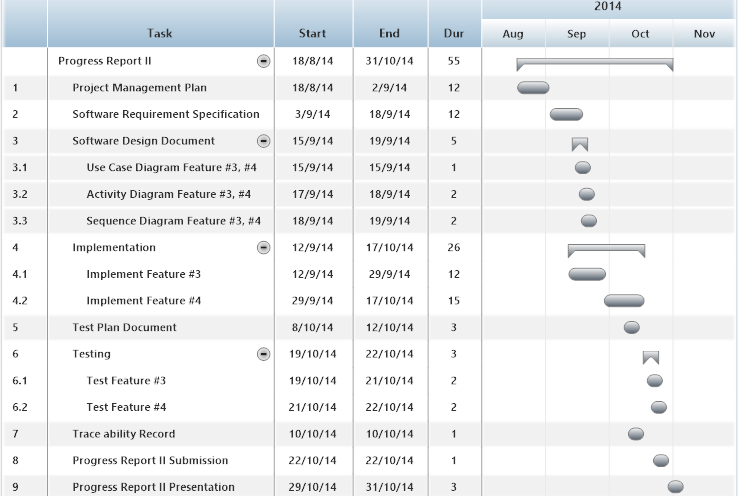 2014
Task Start End Dur Aug Sep Oct Nov
Progress Report II 18/8/14 31/10/14 55
1 Project Management Plan 18/8/14 2/9/14 12
2 Software Requirement Specification 3/9/14 18/9/14 12
3 Software Design Document 15/9/14 19/9/14 5
3.1 Use Case Diagram Feature #3, #4 15/9/14 15/9/14 1
3.2 Activity Diagram Feature #3, #4 17/9/14 18/9/14 2
3.3 Sequence Diagram Feature #3, #4 18/9/14 19/9/14 2
4 Implementation 12/9/14 17/10/14 26
4.1 Implement Feature #3 12/9/14 29/9/14 12
4.2 Implement Feature #4 29/9/14 17/10/14 15
5 Test Plan Document 8/10/14 12/10/14 3
6 Testing 19/10/14 22/10/14 3
6.1 Test Feature #3 19/10/14 21/10/14 2
6.2 Test Feature #4 21/10/14 22/10/14 2
7 Trace ability Record 10/10/14 10/10/14 1
8 Progress Report II Submission 22/10/14 22/10/14 1
9 Progress Report II Presentation 29/10/14 31/10/14 3